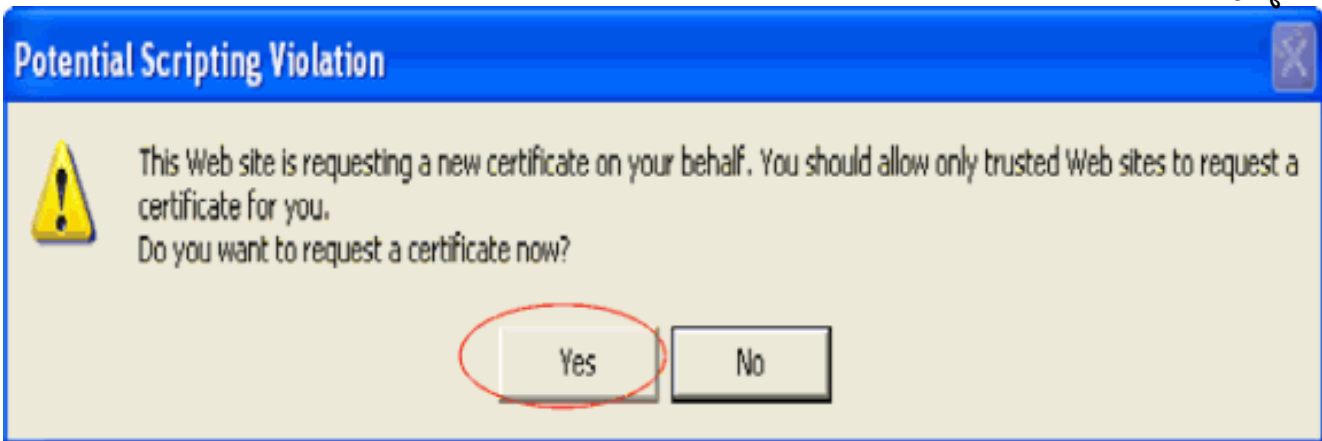 Potential Scripting Violation
This Web site is requesting a new certificate on your behalf. You should allow only trusted Web sites to request a
certificate for you.
Do you want to request a certificate now?
Yes No